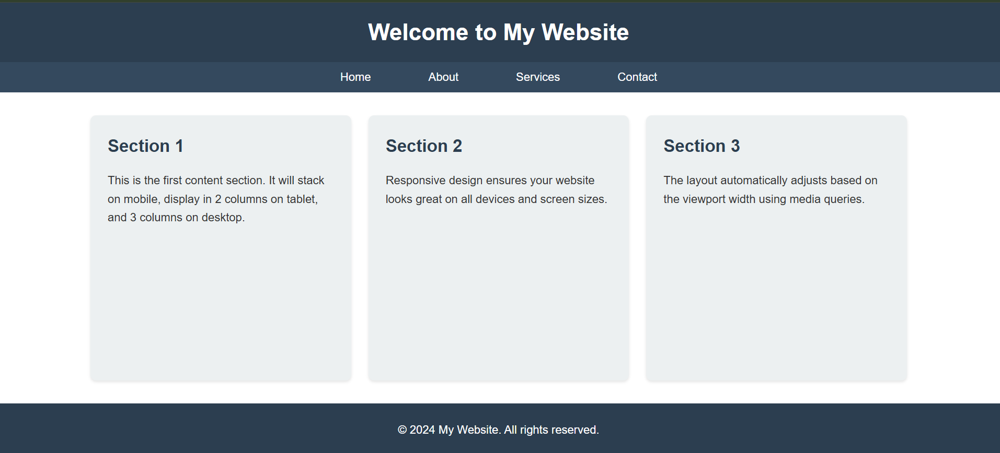 Welcome to My Website
Home About Services Contact
Section 1
This is the first content section. It will stack
on mobile, display in 2 columns on tablet,
and 3 columns on desktop.
Section 2
Responsive design ensures your website
looks great on all devices and screen sizes.
Section 3
The layout automatically adjusts based on
the viewport width using media queries.
© 2024 My Website. All rights reserved.